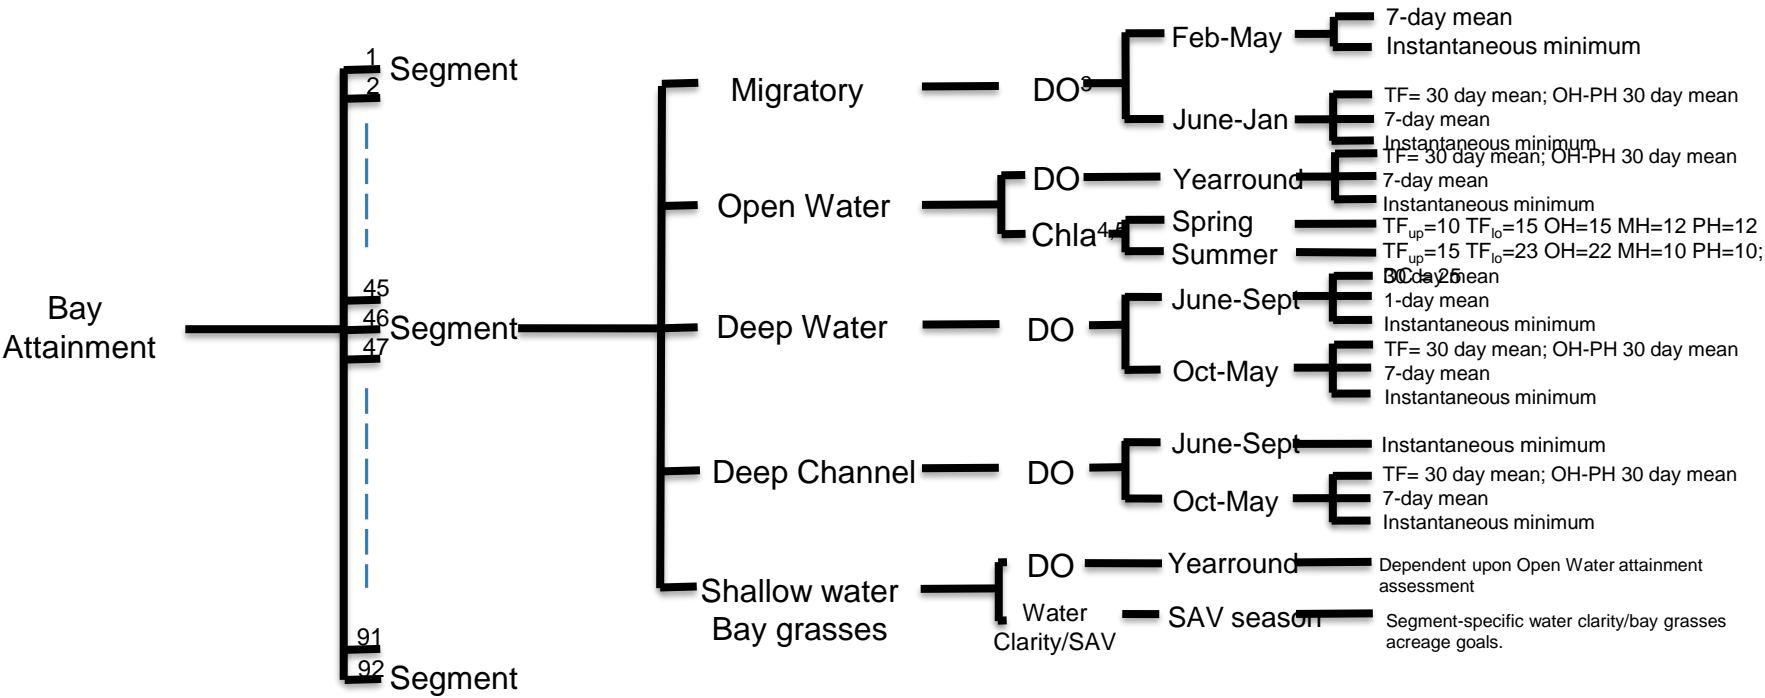 Bay
Attainment
1
Segment
2
45
46
Segment
47
91
92
Segment
Migratory
DO³
Feb-May
7-day mean
Instantaneous minimum
June-Jan
TF= 30 day mean; OH-PH 30 day mean
7-day mean
Instantaneous minimum
Open Water
DO
Yearround
TF= 30 day mean; OH-PH 30 day mean
7-day mean
Instantaneous minimum
Chla⁴,⁵
Spring
TFup=10 TFlo=15 OH=15 MH=12 PH=12
Summer
TFup=15 TFlo=23 OH=22 MH=10 PH=10;
DC = 25
Deep Water
DO
June-Sept
30 day mean
1-day mean
Instantaneous minimum
Oct-May
TF= 30 day mean; OH-PH 30 day mean
7-day mean
Instantaneous minimum
Deep Channel
DO
June-Sept
Instantaneous minimum
Oct-May
TF= 30 day mean; OH-PH 30 day mean
7-day mean
Instantaneous minimum
Shallow water
Bay grasses
DO
Yearround
Dependent upon Open Water attainment
assessment
Water
Clarity/SAV
SAV season
Segment-specific water clarity/bay grasses
acreage goals.